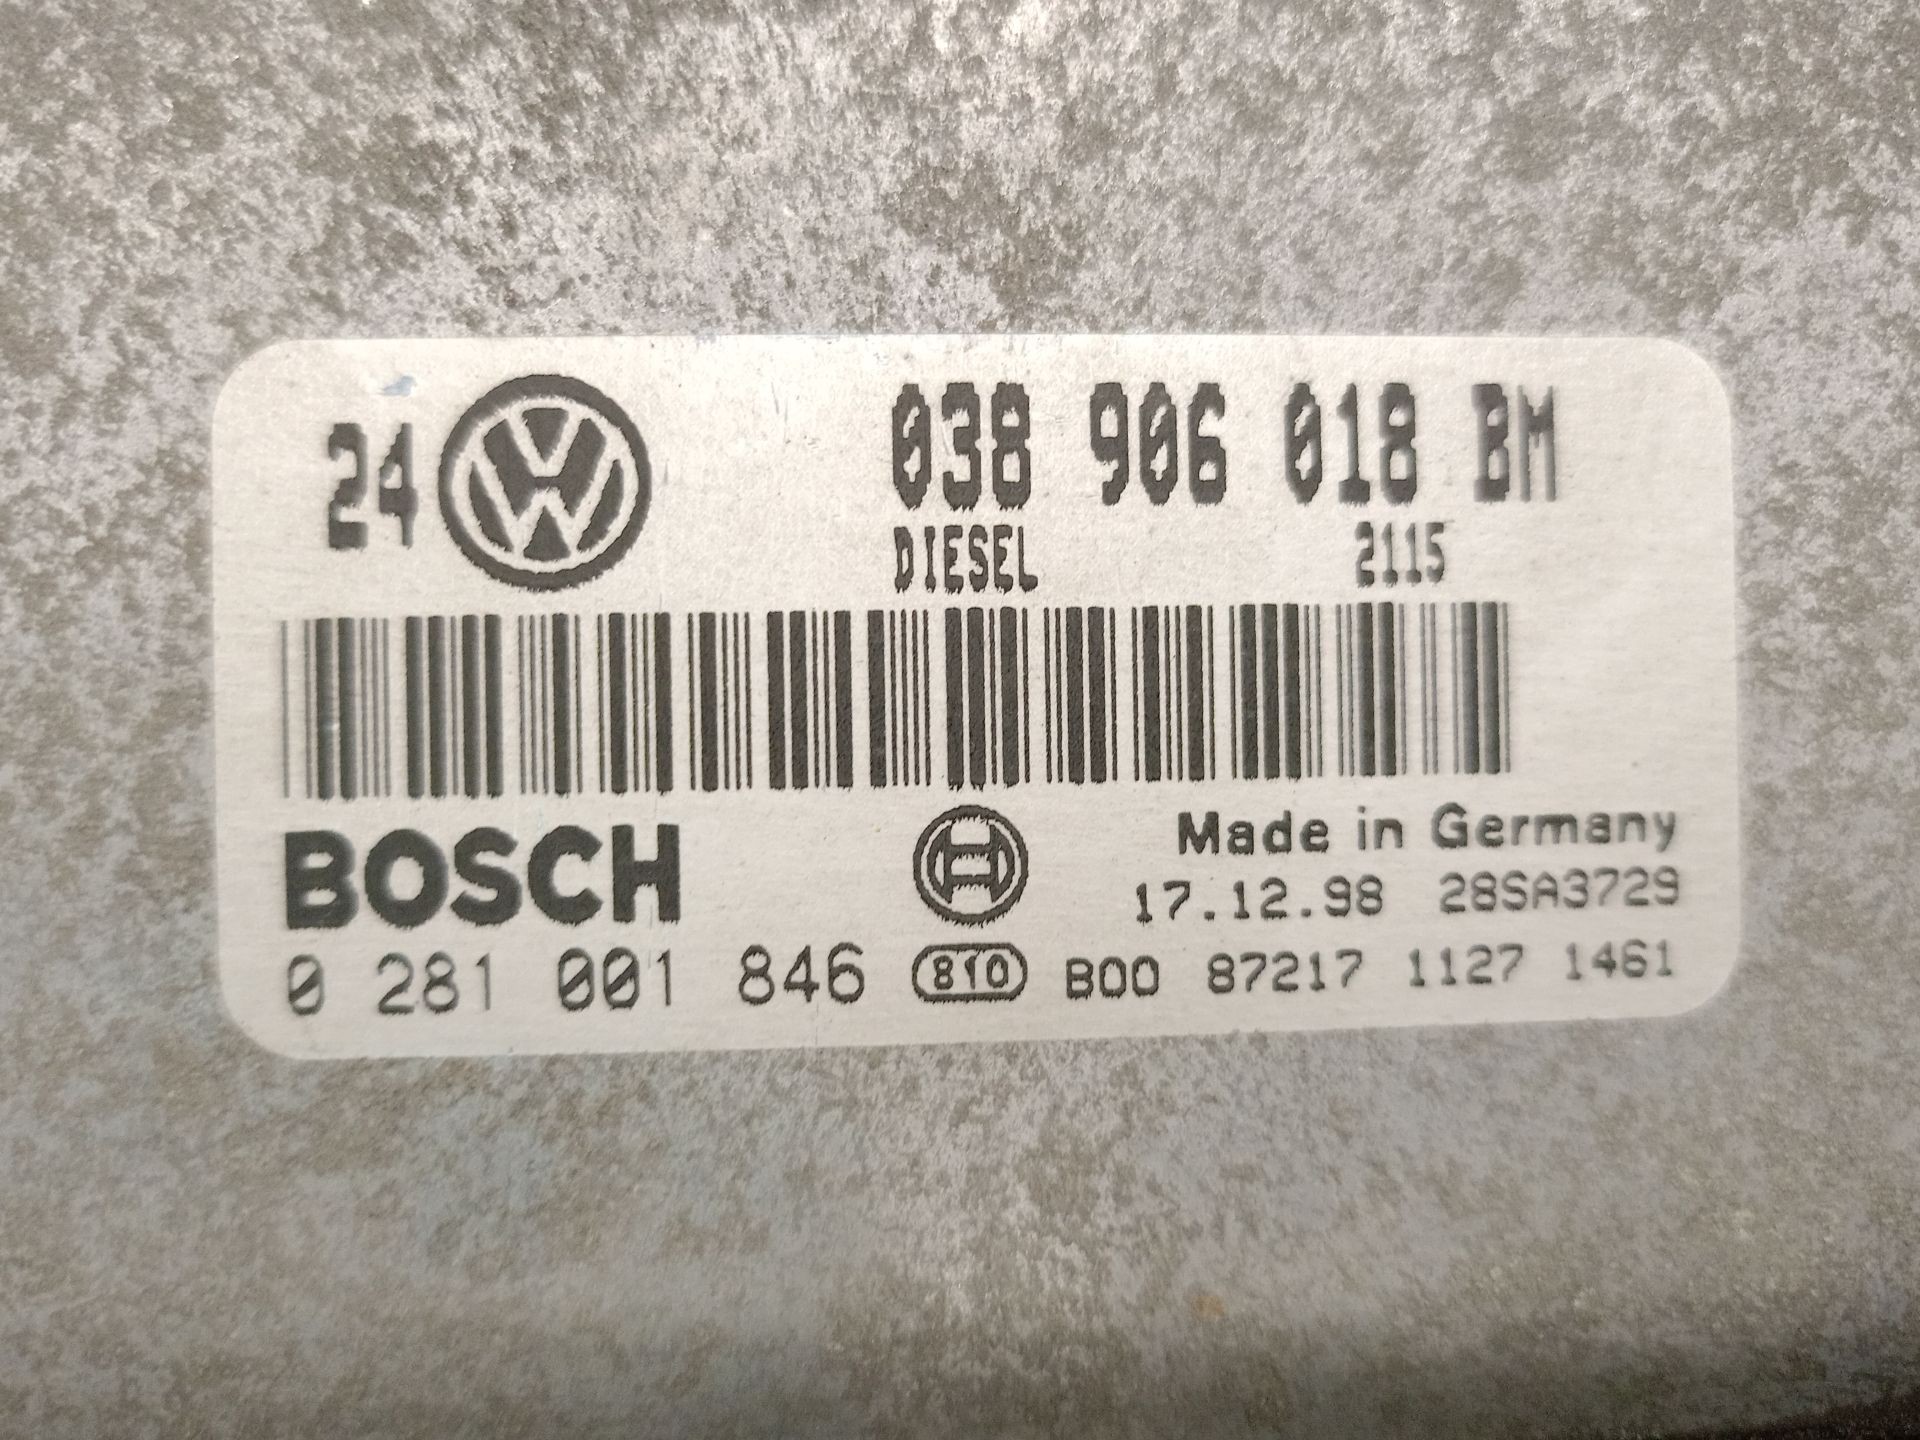 24 VW 038 906 018 BM
DIESEL 2115
BOSCH Made in Germany
17.12.98 28SA3729
0 281 001 846 810 B00 87217 1127 1461